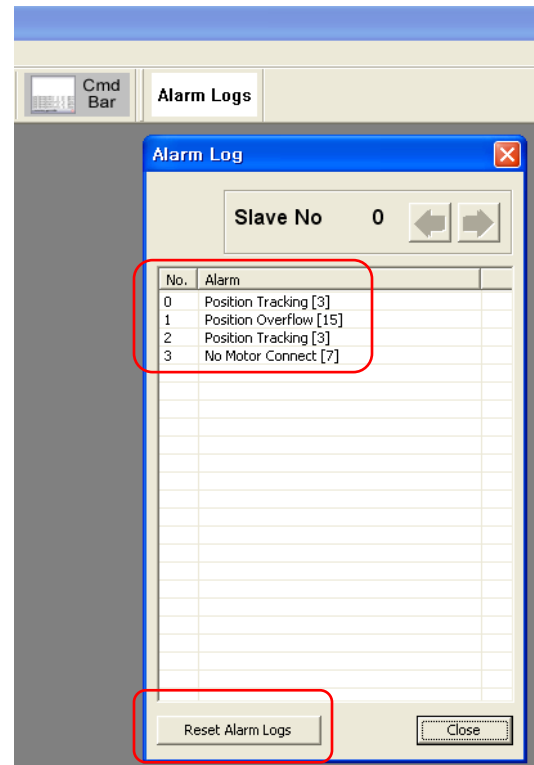 Cmd
Bar
Alarm Logs
Alarm Log
Slave No 0
No. Alarm
0 Position Tracking [3]
1 Position Overflow [15]
2 Position Tracking [3]
3 No Motor Connect [7]
Reset Alarm Logs Close